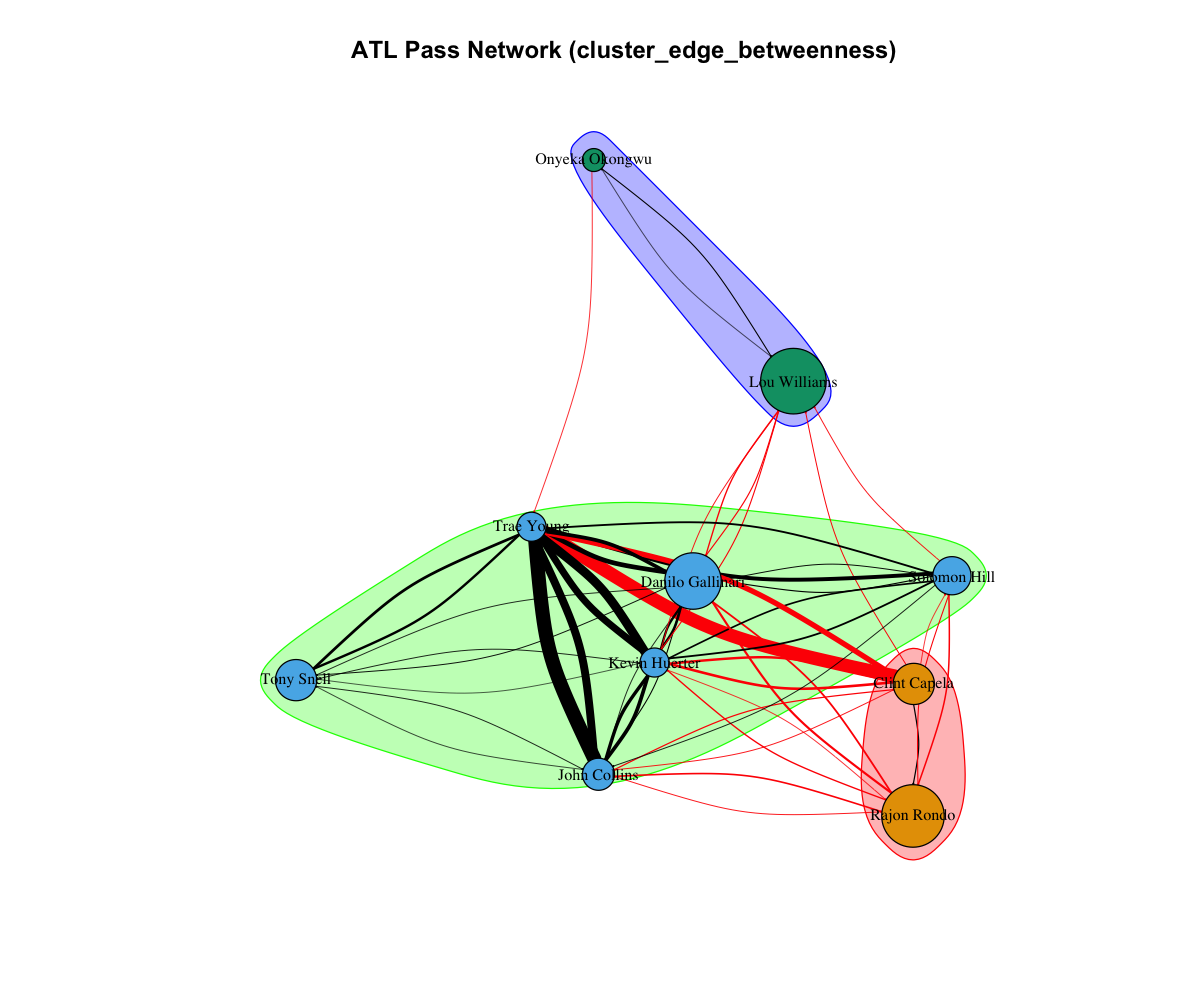 ATL Pass Network (cluster_edge_betweenness)
Onyeka Okongwu
Lou Williams
Trae Young
Danilo Gallinari
Solomon Hill
Kevin Huerter
Tony Snell
Clint Capela
John Collins
Rajon Rondo